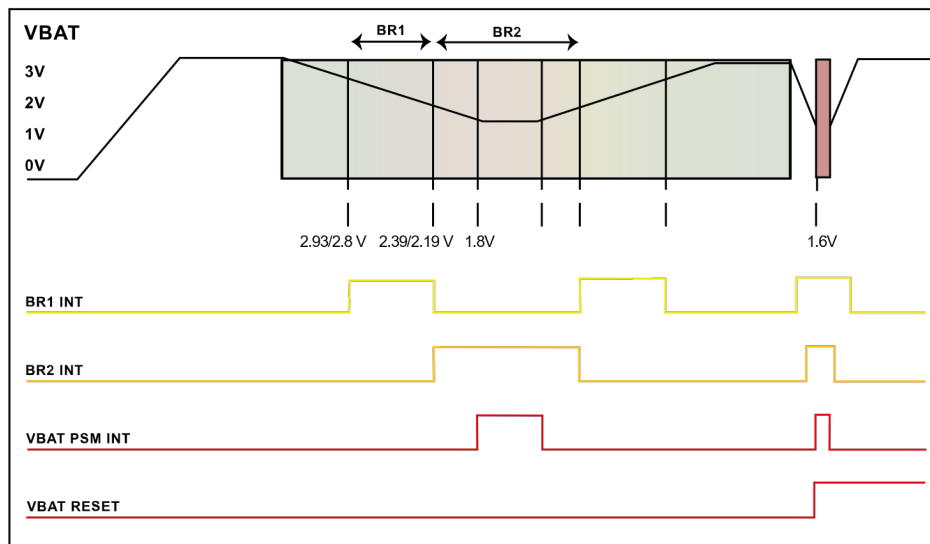 VBAT
BR1
BR2
3V
2V
1V
0V
2.93/2.8 V
2.39/2.19 V
1.8V
1.6V
BR1 INT
BR2 INT
VBAT PSM INT
VBAT RESET